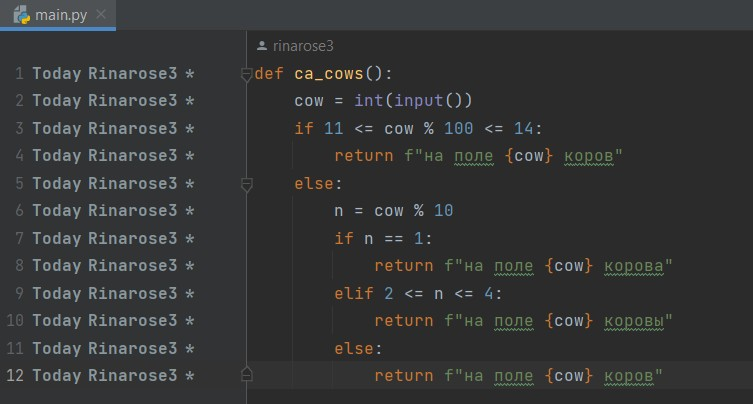 main.py
rinarose3
1 Today Rinarose3 * def ca_cows():
2 Today Rinarose3 * cow = int(input())
3 Today Rinarose3 * if 11 <= cow % 100 <= 14:
4 Today Rinarose3 * return f"на поле {cow} коров"
5 Today Rinarose3 * else:
6 Today Rinarose3 * n = cow % 10
7 Today Rinarose3 * if n == 1:
8 Today Rinarose3 * return f"на поле {cow} корова"
9 Today Rinarose3 * elif 2 <= n <= 4:
10 Today Rinarose3 * return f"на поле {cow} коровы"
11 Today Rinarose3 * else:
12 Today Rinarose3 * return f"на поле {cow} коров"